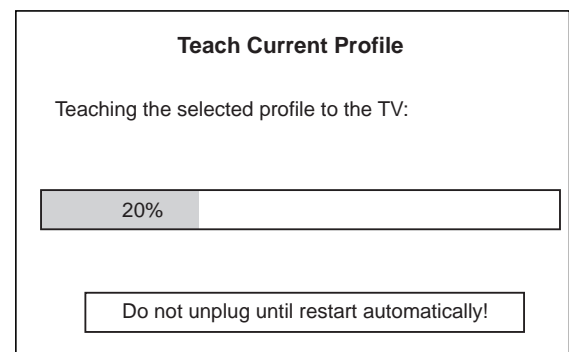 Teach Current Profile
Teaching the selected profile to the TV:
20%
Do not unplug until restart automatically!